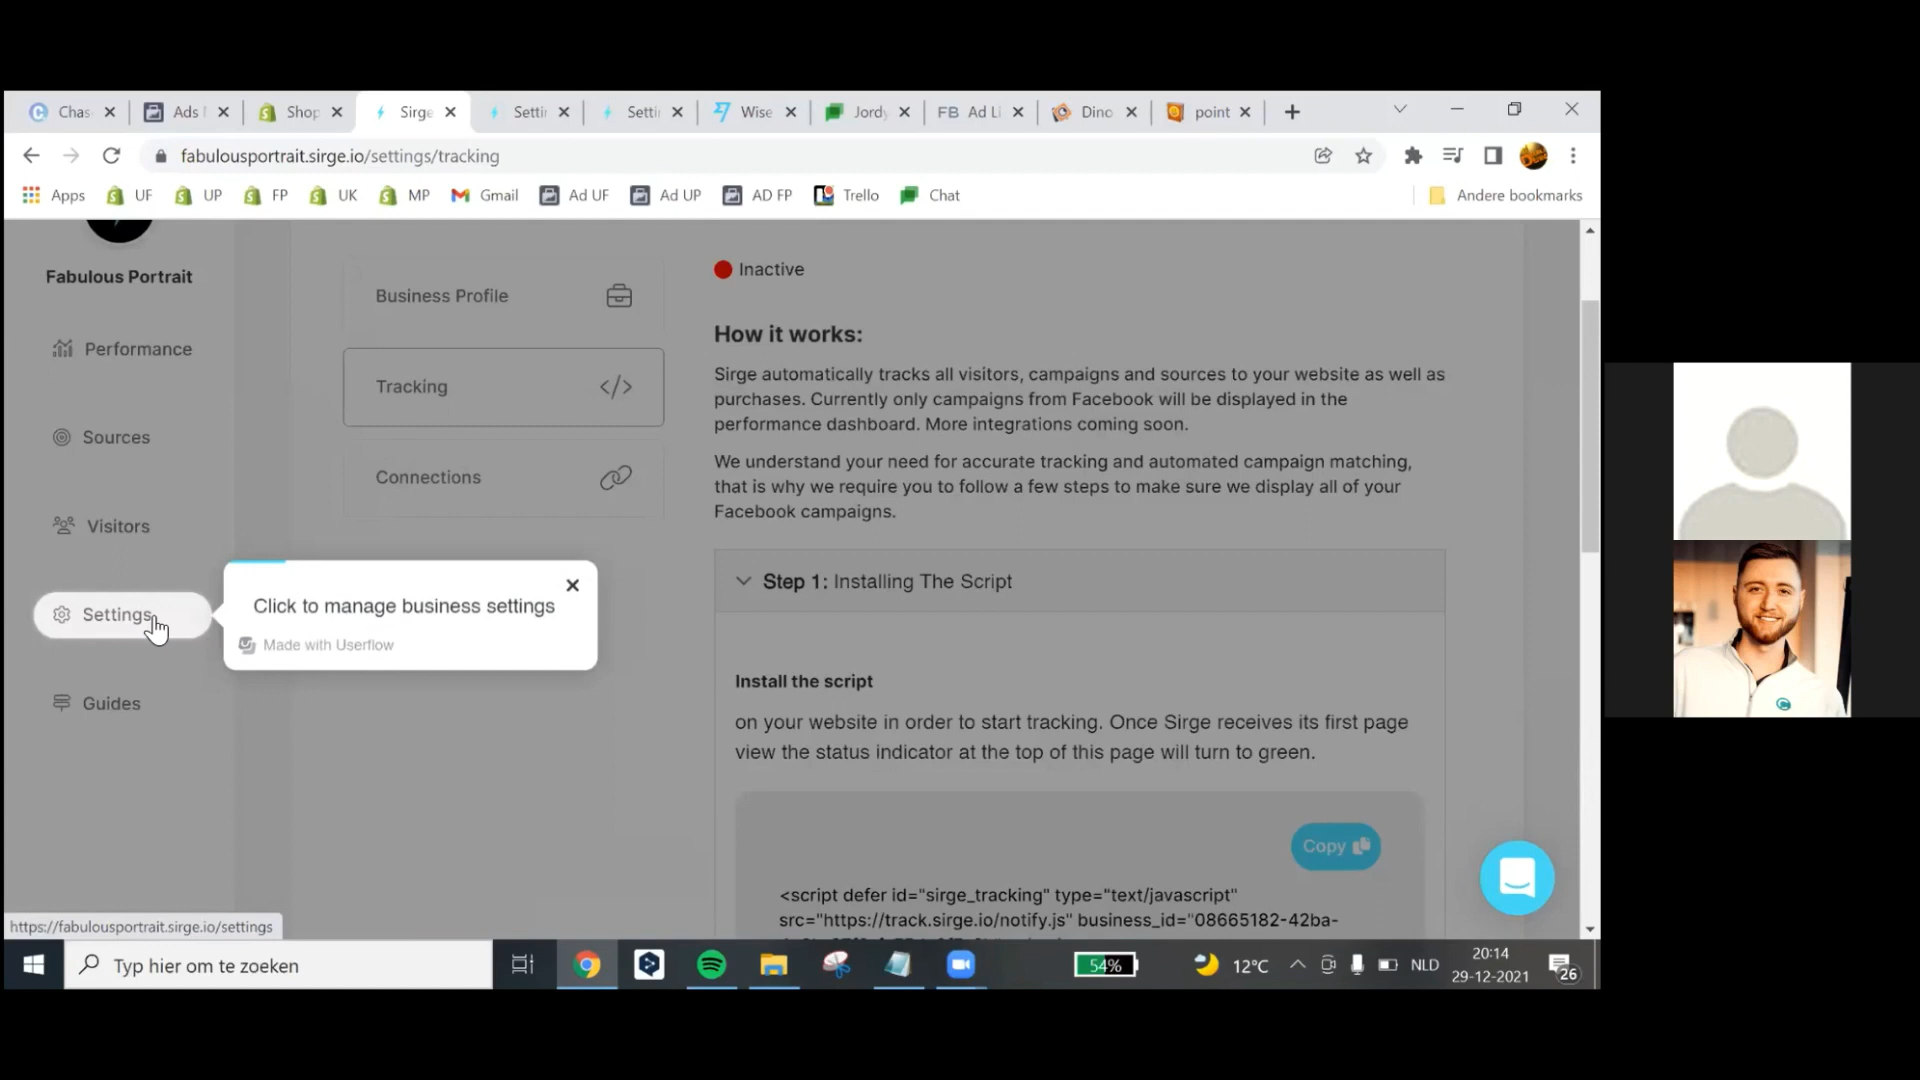 Chas
Ads
Shop
Sirge
Settin
Settin
Wise
Jordy
FB Ad Li
Dino
point
fabulousportrait.sirge.io/settings/tracking
Apps
UF
UP
FP
UK
MP
Gmail
Ad UF
Ad UP
AD FP
Trello
Chat
Andere bookmarks
Fabulous Portrait
Performance
Sources
Visitors
Settings
Guides
Business Profile
Tracking
Connections
Click to manage business settings
Made with Userflow
Inactive
How it works:
Sirge automatically tracks all visitors, campaigns and sources to your website as well as
purchases. Currently only campaigns from Facebook will be displayed in the
performance dashboard. More integrations coming soon.
We understand your need for accurate tracking and automated campaign matching,
that is why we require you to follow a few steps to make sure we display all of your
Facebook campaigns.
Step 1: Installing The Script
Install the script
on your website in order to start tracking. Once Sirge receives its first page
view the status indicator at the top of this page will turn to green.
Copy
<script defer id="sirge_tracking" type="text/javascript"
src="https://track.sirge.io/notify.js" business_id="08665182-42ba-
https://fabulousportrait.sirge.io/settings
Typ hier om te zoeken
54%
12°C
NLD
20:14
29-12-2021
26